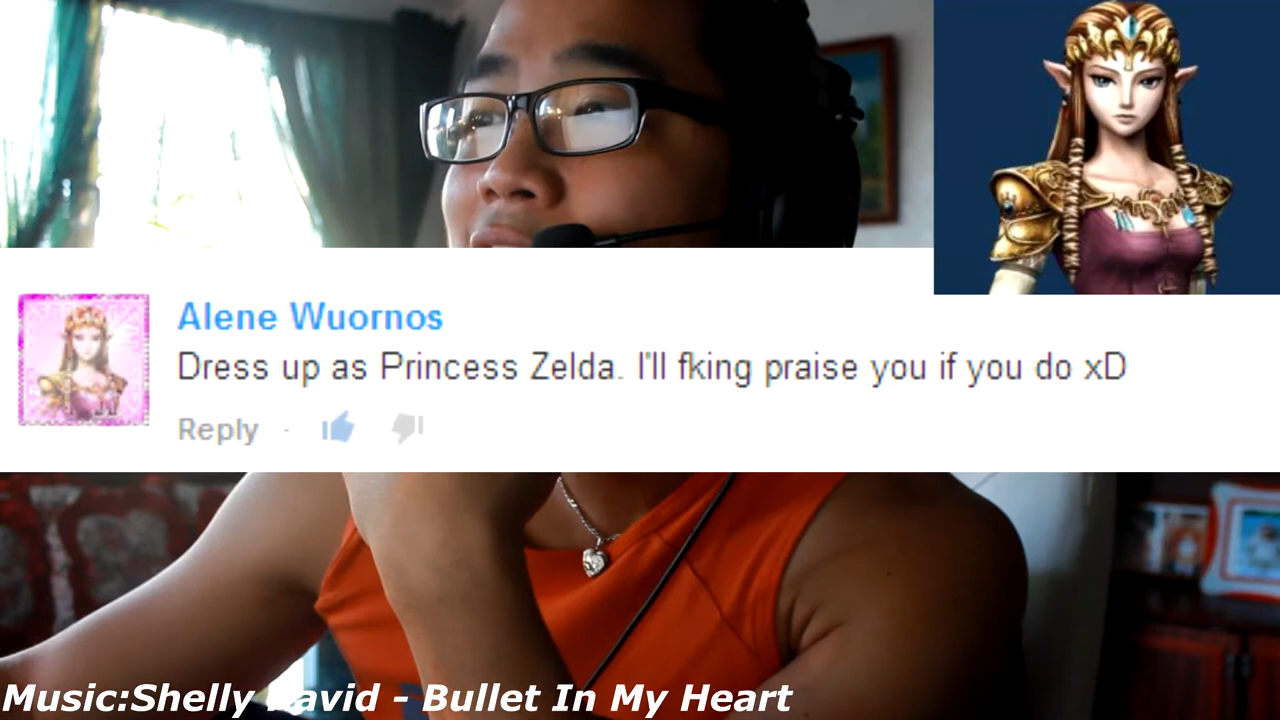 Alene Wuornos
Dress up as Princess Zelda. I'll fking praise you if you do xD
Reply ·
Music:Shelly David - Bullet In My Heart